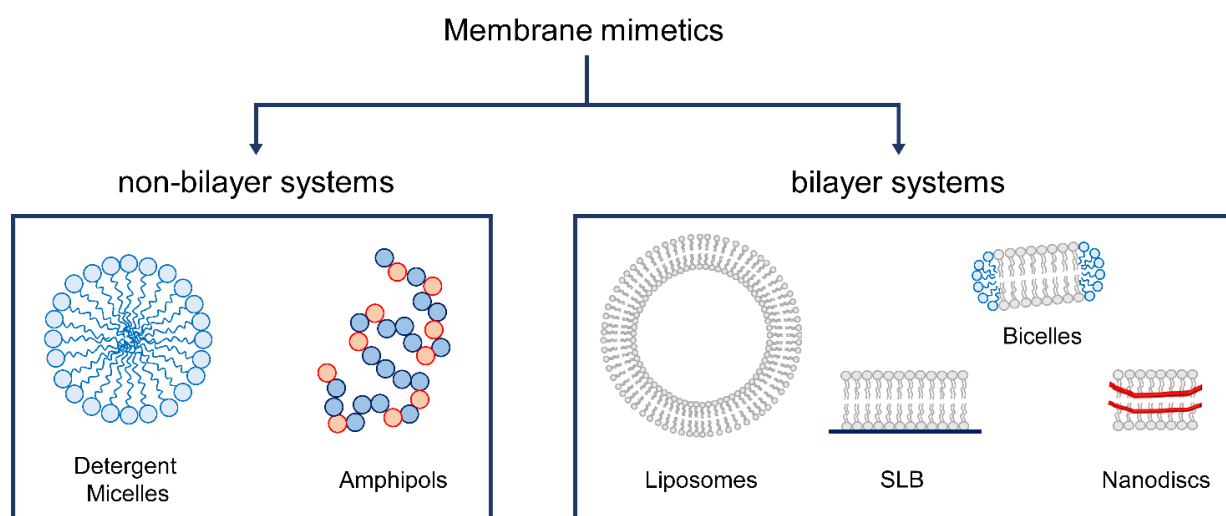 Membrane mimetics
non-bilayer systems
bilayer systems
Detergent
Micelles
Amphipols
Liposomes
SLB
Bicelles
Nanodiscs